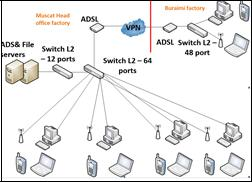 Muscat Head
office factory
ADSL
VPN
Buraimi factory
ADSL
Switch L2 –
48 port
ADS& File
servers
Switch L2
– 12 ports
Switch L2 – 64
ports